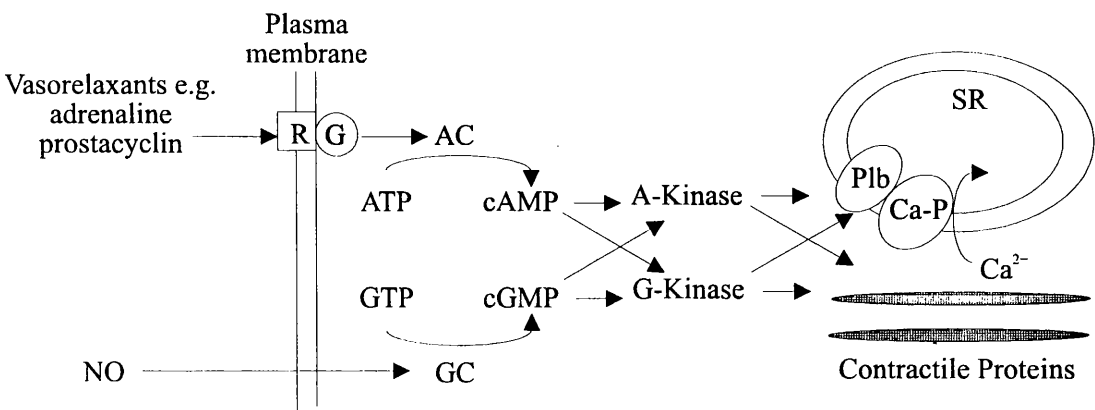 Plasma
membrane
Vasorelaxants e.g.
adrenaline
prostacyclin
R
G
AC
SR
ATP
cAMP
A-Kinase
Plb
Ca-P
GTP
cGMP
G-Kinase
Ca²⁻
NO
GC
Contractile Proteins